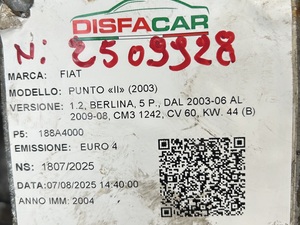 DISFACAR
N: 2509928
MARCA: FIAT
MODELLO: PUNTO «II» (2003)
VERSIONE: 1.2, BERLINA, 5 P., DAL 2003-06 AL
2009-08, CM3 1242, CV 60, KW. 44 (B)
P5: 188A4000
EMISSIONE: EURO 4
NS: 1807/2025
DATA:07/08/2025 14:40:00
ANNO IMM: 2004